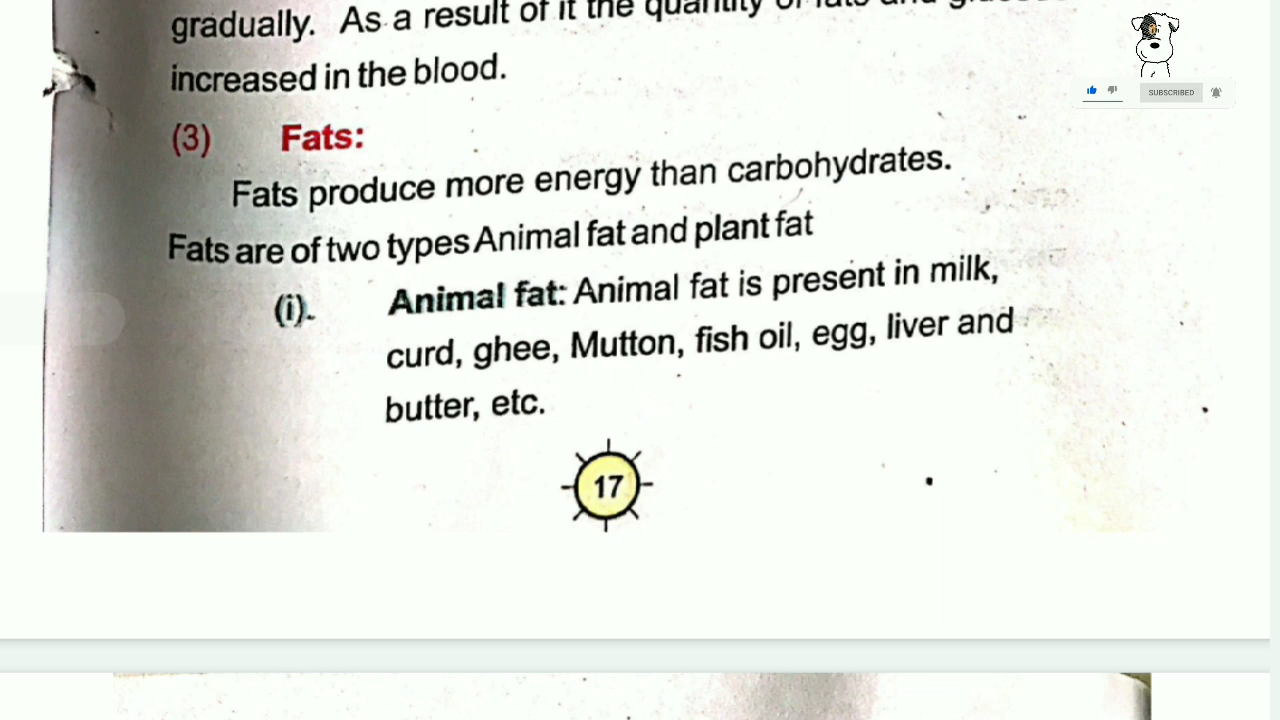 gradually. As a result of it the quantity of fats and
increased in the blood.
(3) Fats:
Fats produce more energy than carbohydrates.
Fats are of two types Animal fat and plant fat
(i). Animal fat: Animal fat is present in milk,
curd, ghee, Mutton, fish oil, egg, liver and
butter, etc.
17
SUBSCRIBED